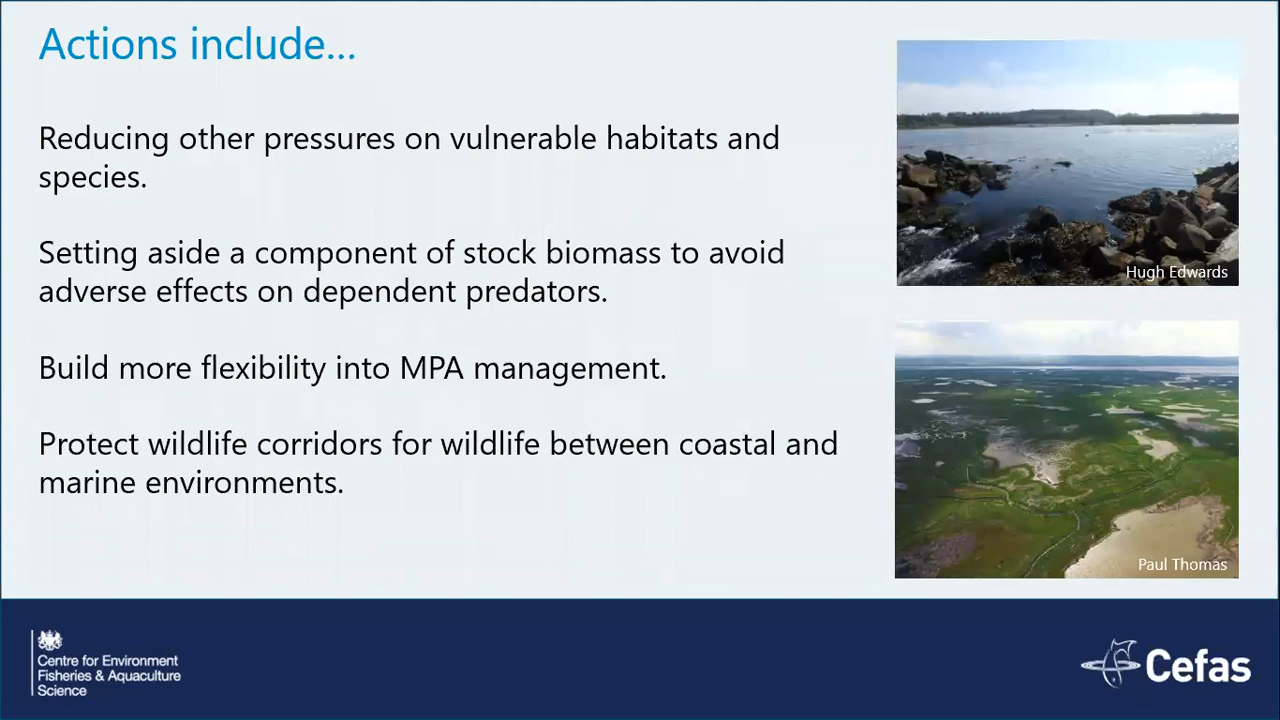 Actions include...
Reducing other pressures on vulnerable habitats and
species.
Setting aside a component of stock biomass to avoid
adverse effects on dependent predators.
Build more flexibility into MPA management.
Protect wildlife corridors for wildlife between coastal and
marine environments.
Hugh Edwards
Paul Thomas
Centre for Environment
Fisheries & Aquaculture
Science
Cefas